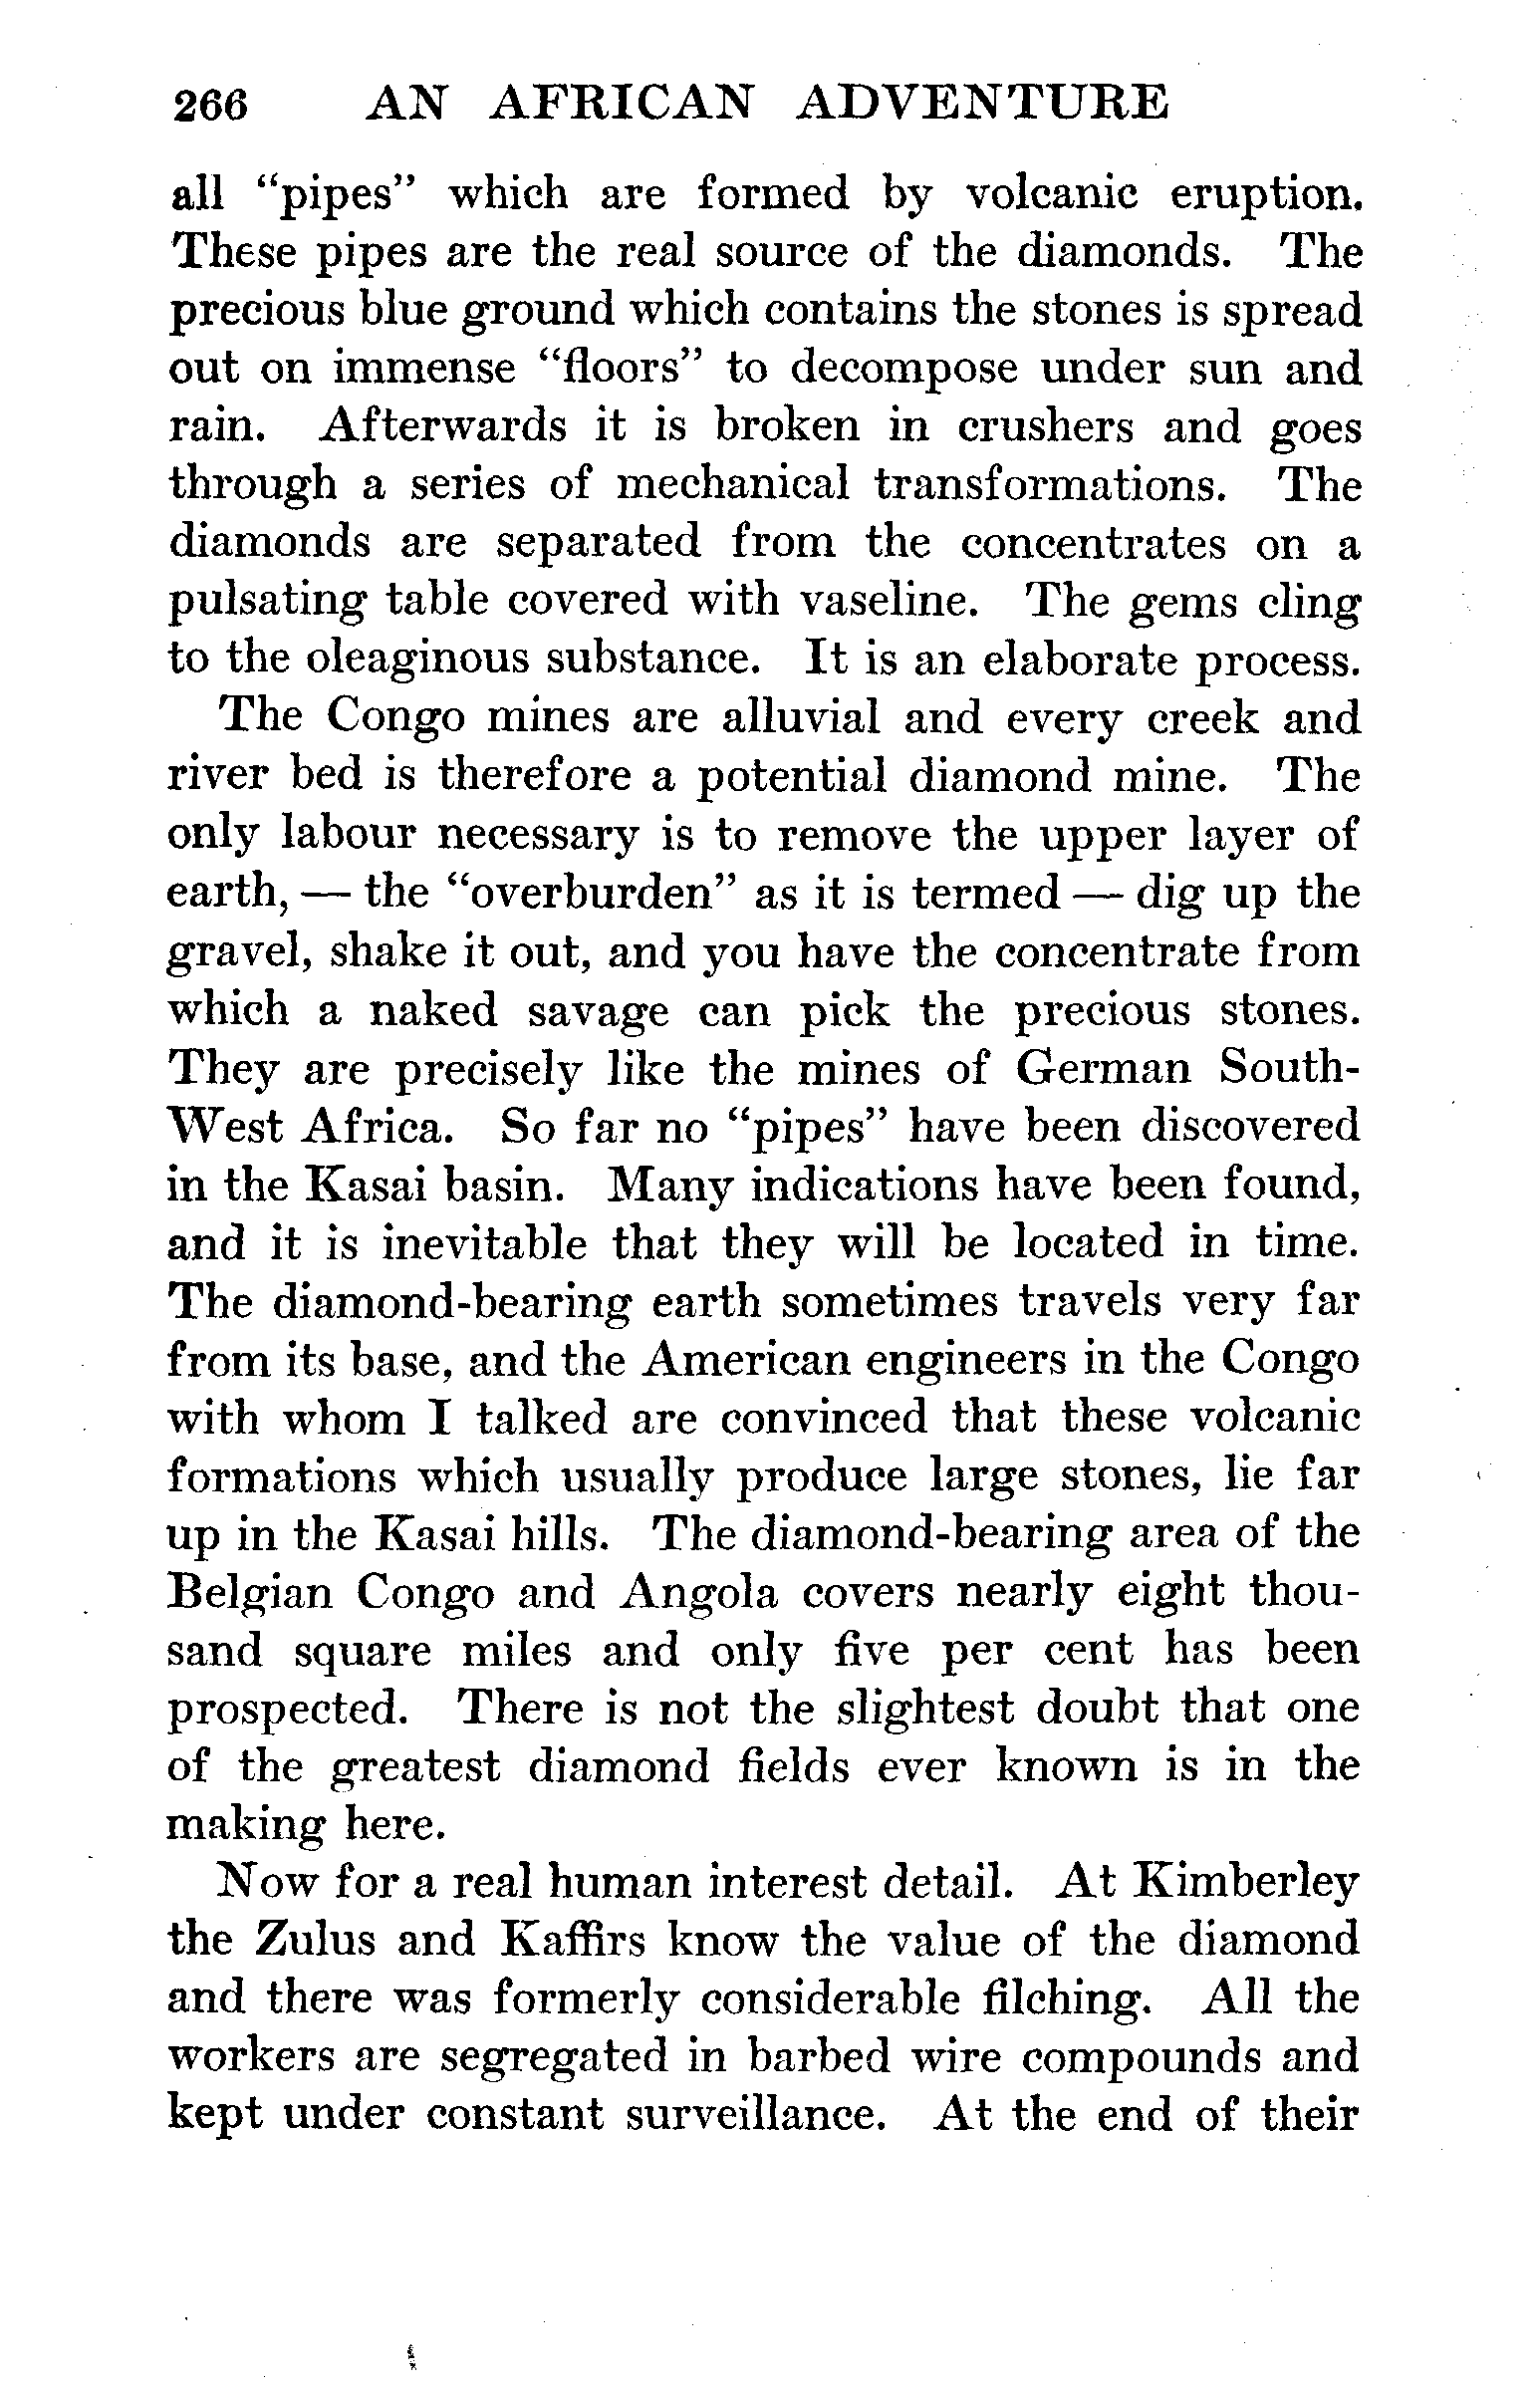 266 AN AFRICAN ADVENTURE
all “pipes” which are formed by volcanic eruption.
These pipes are the real source of the diamonds. The
precious blue ground which contains the stones is spread
out on immense “floors” to decompose under sun and
rain. Afterwards it is broken in crushers and goes
through a series of mechanical transformations. The
diamonds are separated from the concentrates on a
pulsating table covered with vaseline. The gems cling
to the oleaginous substance. It is an elaborate process.
The Congo mines are alluvial and every creek and
river bed is therefore a potential diamond mine. The
only labour necessary is to remove the upper layer of
earth, — the “overburden” as it is termed — dig up the
gravel, shake it out, and you have the concentrate from
which a naked savage can pick the precious stones.
They are precisely like the mines of German South-
West Africa. So far no “pipes” have been discovered
in the Kasai basin. Many indications have been found,
and it is inevitable that they will be located in time.
The diamond-bearing earth sometimes travels very far
from its base, and the American engineers in the Congo
with whom I talked are convinced that these volcanic
formations which usually produce large stones, lie far
up in the Kasai hills. The diamond-bearing area of the
Belgian Congo and Angola covers nearly eight thou-
sand square miles and only five per cent has been
prospected. There is not the slightest doubt that one
of the greatest diamond fields ever known is in the
making here.
Now for a real human interest detail. At Kimberley
the Zulus and Kaffirs know the value of the diamond
and there was formerly considerable filching. All the
workers are segregated in barbed wire compounds and
kept under constant surveillance. At the end of their